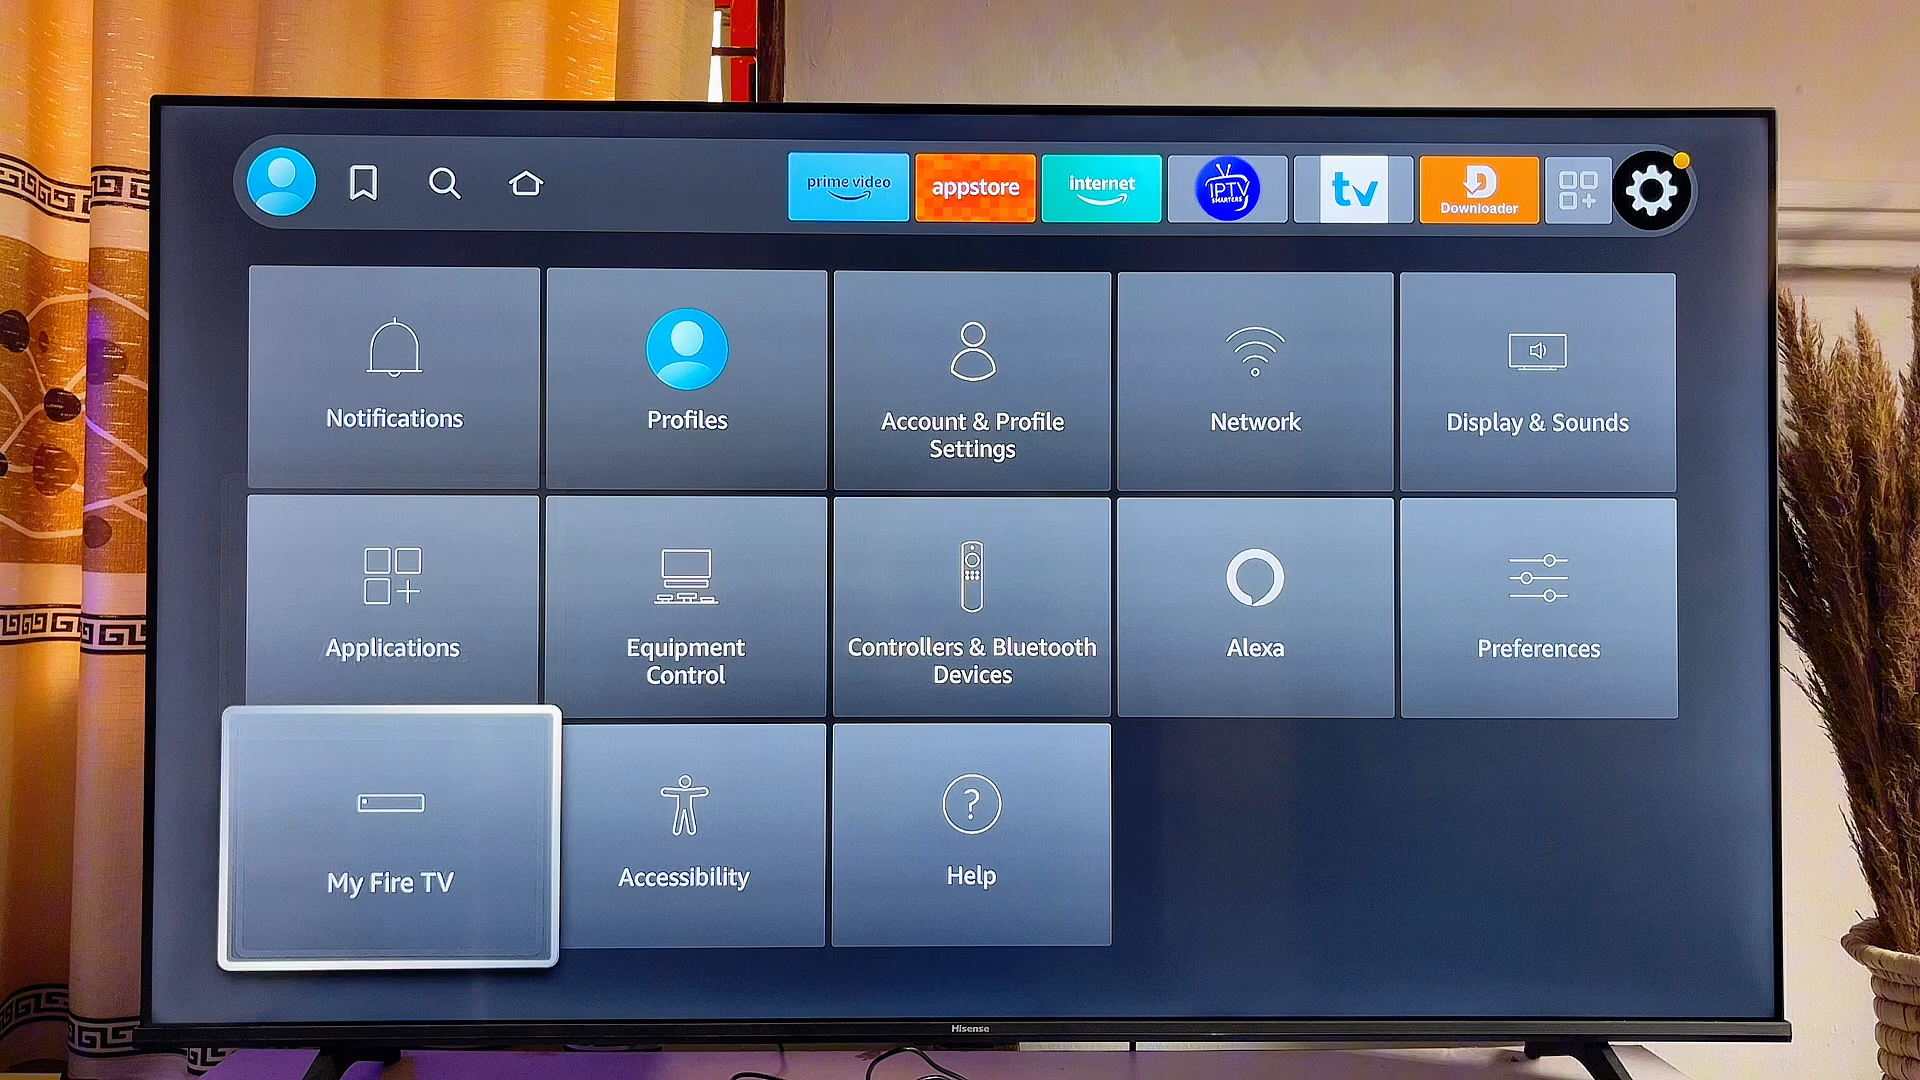 prime video
appstore
internet
IPTV
SMARTERS
tv
Downloader
Notifications
Profiles
Account & Profile
Settings
Network
Display & Sounds
Applications
Equipment
Control
Controllers & Bluetooth
Devices
Alexa
Preferences
My Fire TV
Accessibility
?
Help
Hisense